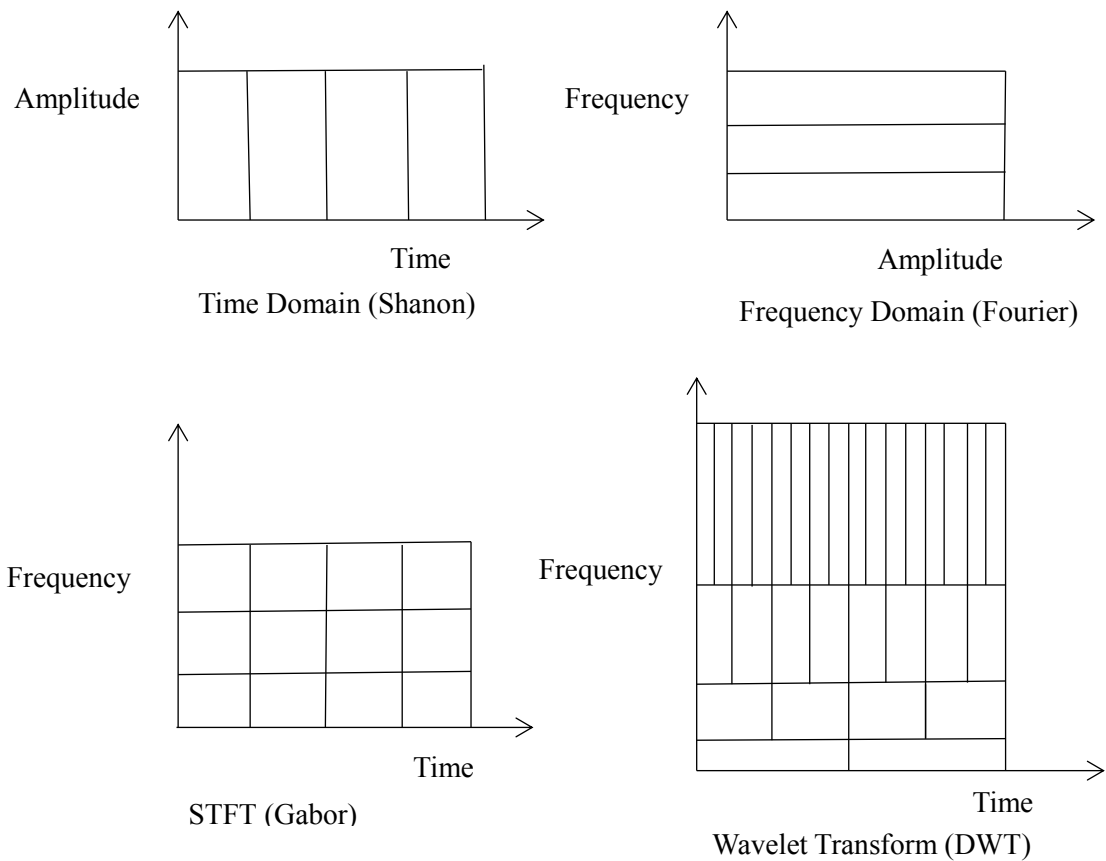 Amplitude
Time
Time Domain (Shanon)
Frequency
Amplitude
Frequency Domain (Fourier)
Frequency
Time
STFT (Gabor)
Frequency
Time
Wavelet Transform (DWT)